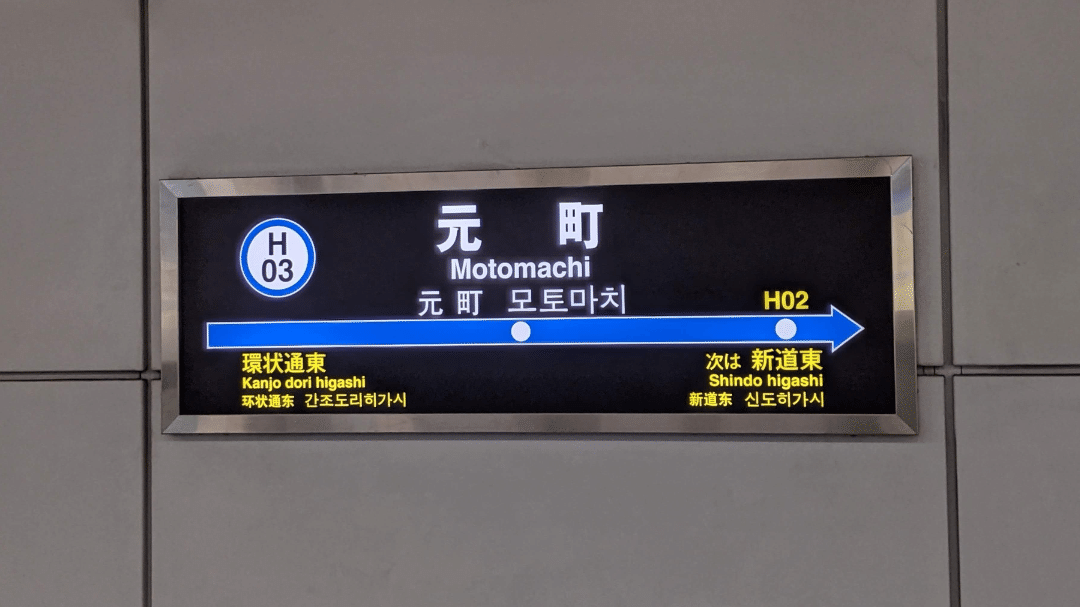 H
03
元町
Motomachi
元町 모토마치
H02
環状通東
Kanjo dori higashi
环状通东 간조도리히가시
次は 新道東
Shindo higashi
新道东 신도히가시